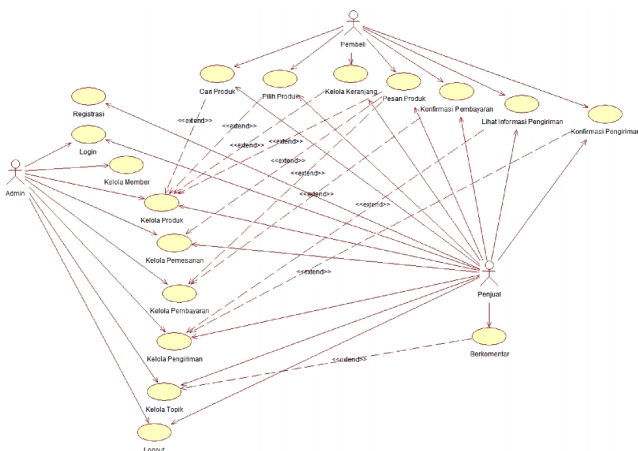 Pembeli
Cari Produk
Pilih Produk
Kelola Keranjang
Pesan Produk
Konfirmasi Pembayaran
Lihat Informasi Pengiriman
Konfirmasi Pengiriman
Registrasi
<<extend>>
<<extend>>
<<extend>>
<<extend>>
<<extend>>
<<extend>>
<<extend>>
<<extend>>
<<extend>>
Login
Kelola Member
Admin
Kelola Produk
Kelola Pemesanan
Kelola Pembayaran
Penjual
Kelola Pengiriman
Berkomentar
<<extend>>
Kelola Topik
Logout